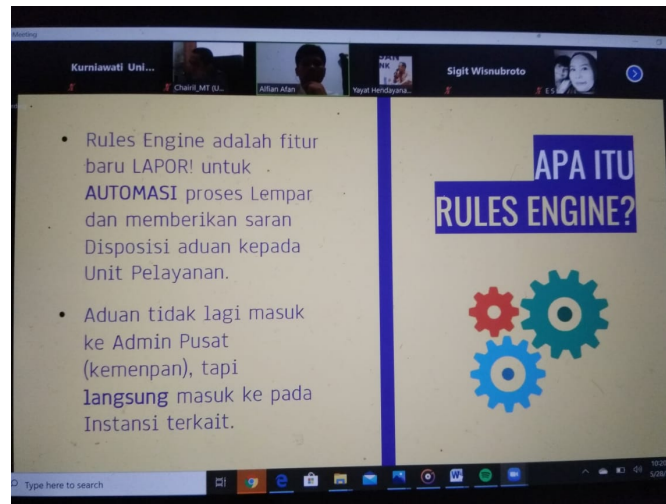 Meeting
Kurniawati Uni...
Chairil_MT (U...
Alfian Afan
Yayat Hendayana...
Sigit Wisnubroto
• Rules Engine adalah fitur
baru LAPOR! untuk
AUTOMASI proses Lempar
dan memberikan saran
Disposisi aduan kepada
Unit Pelayanan.
• Aduan tidak lagi masuk
ke Admin Pusat
(kemenpan), tapi
langsung masuk ke pada
Instansi terkait.
APA ITU
RULES ENGINE?
Type here to search